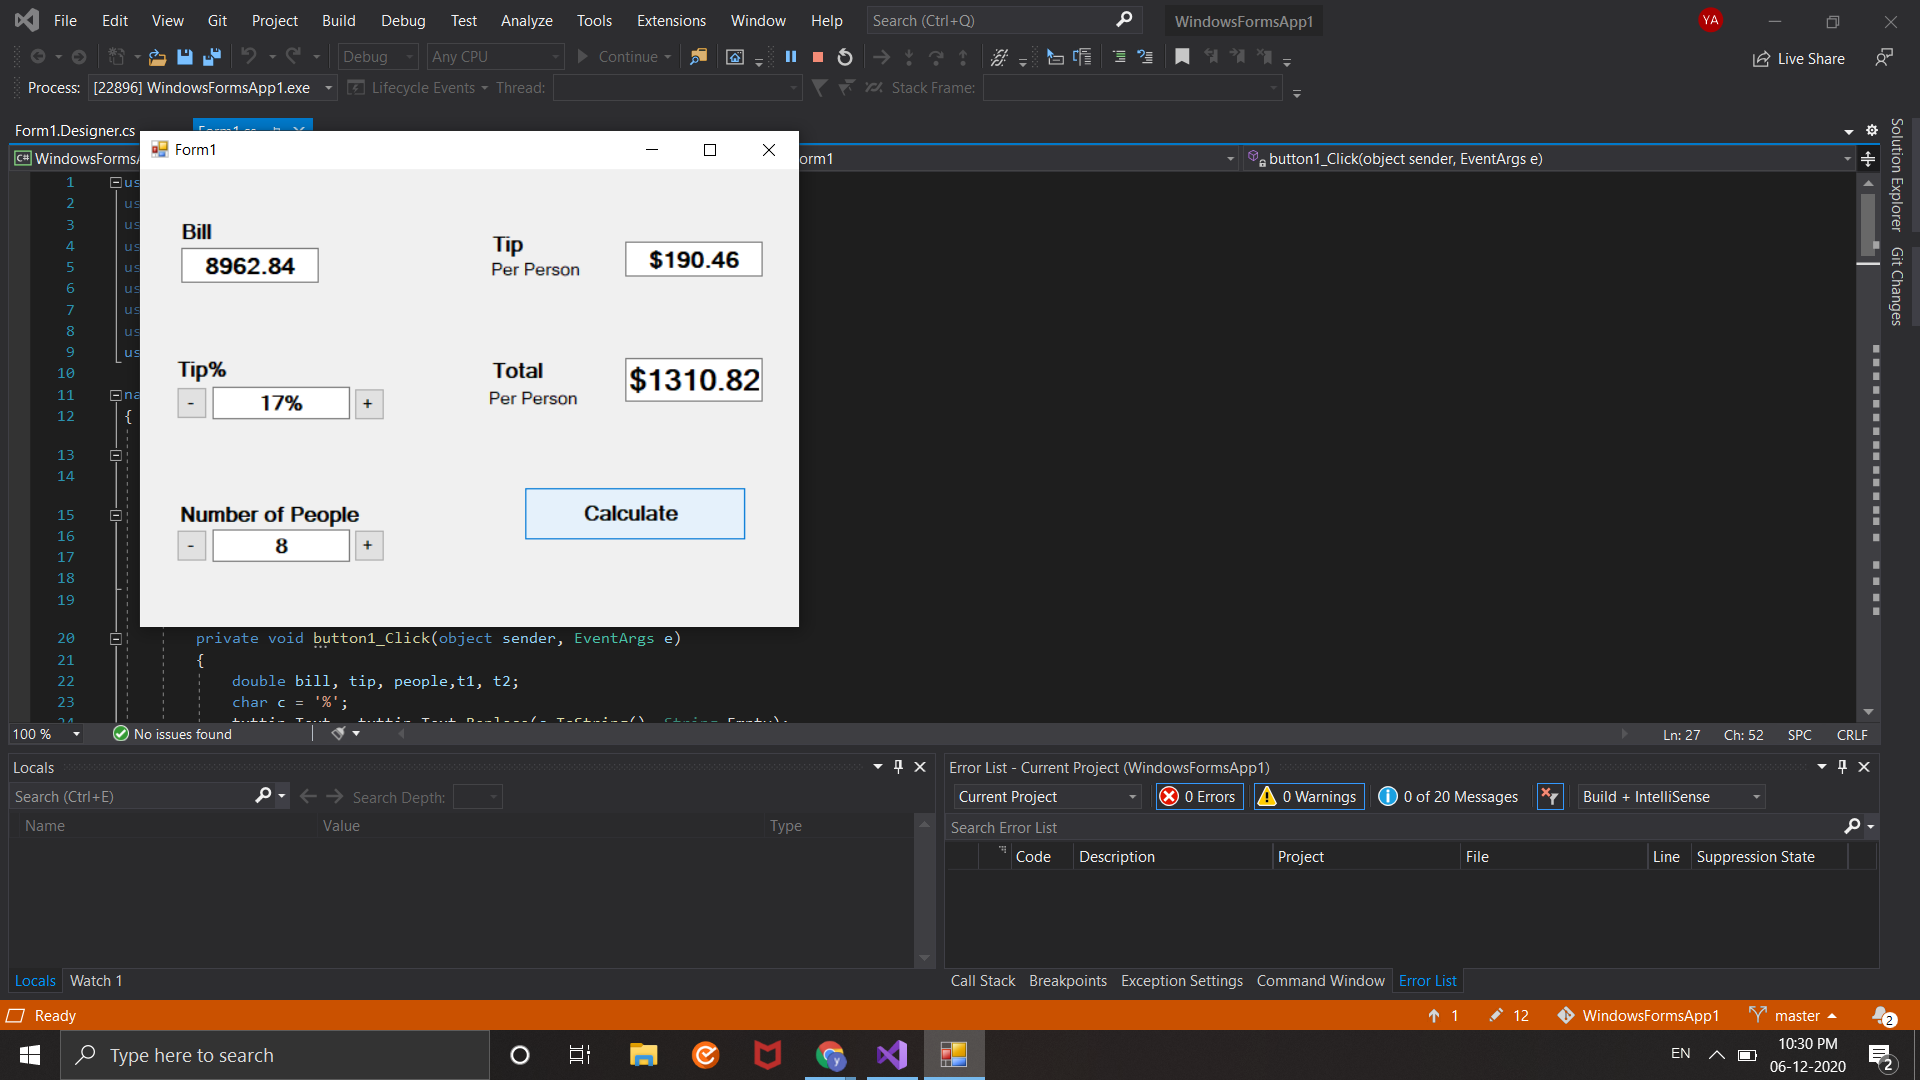 File Edit View Git Project Build Debug Test Analyze Tools Extensions Window Help Search (Ctrl+Q) WindowsFormsApp1 YA
Debug Any CPU Continue Live Share
Process: [22896] WindowsFormsApp1.exe Lifecycle Events Thread: Stack Frame:
Form1.Designer.cs Form1.cs
Form1
button1_Click(object sender, EventArgs e)
Bill
8962.84
Tip
Per Person
$190.46
Tip%
- 17% +
Total
Per Person
$1310.82
Number of People
- 8 +
Calculate
1 us
2 us
3 us
4 us
5 us
6 us
7 us
8 us
9 us
10
11 na
12 {
13
14
15
16
17
18
19
20 private void button1_Click(object sender, EventArgs e)
21 {
22 double bill, tip, people,t1, t2;
23 char c = '%';
Solution Explorer
Git Changes
100 % No issues found Ln: 27 Ch: 52 SPC CRLF
Locals
Search (Ctrl+E) Search Depth:
Name Value Type
Locals Watch 1
Error List - Current Project (WindowsFormsApp1)
Current Project 0 Errors 0 Warnings 0 of 20 Messages Build + IntelliSense
Search Error List
Code Description Project File Line Suppression State
Call Stack Breakpoints Exception Settings Command Window Error List
Ready 1 12 WindowsFormsApp1 master 2
Type here to search EN 10:30 PM
06-12-2020 2